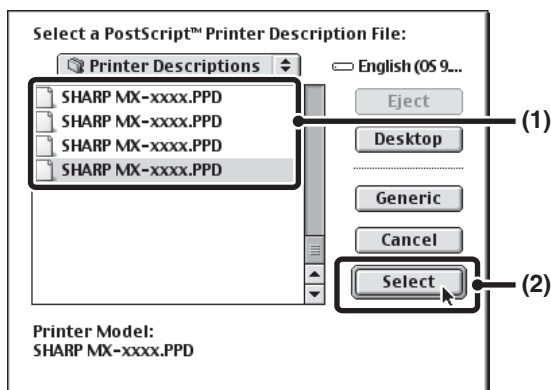 Select a PostScript™ Printer Description File:
Printer Descriptions
English (OS 9....
SHARP MX-xxxx.PPD
SHARP MX-xxxx.PPD
SHARP MX-xxxx.PPD
SHARP MX-xxxx.PPD
Eject
(1)
Desktop
Generic
Cancel
Select
(2)
Printer Model:
SHARP MX-xxxx.PPD